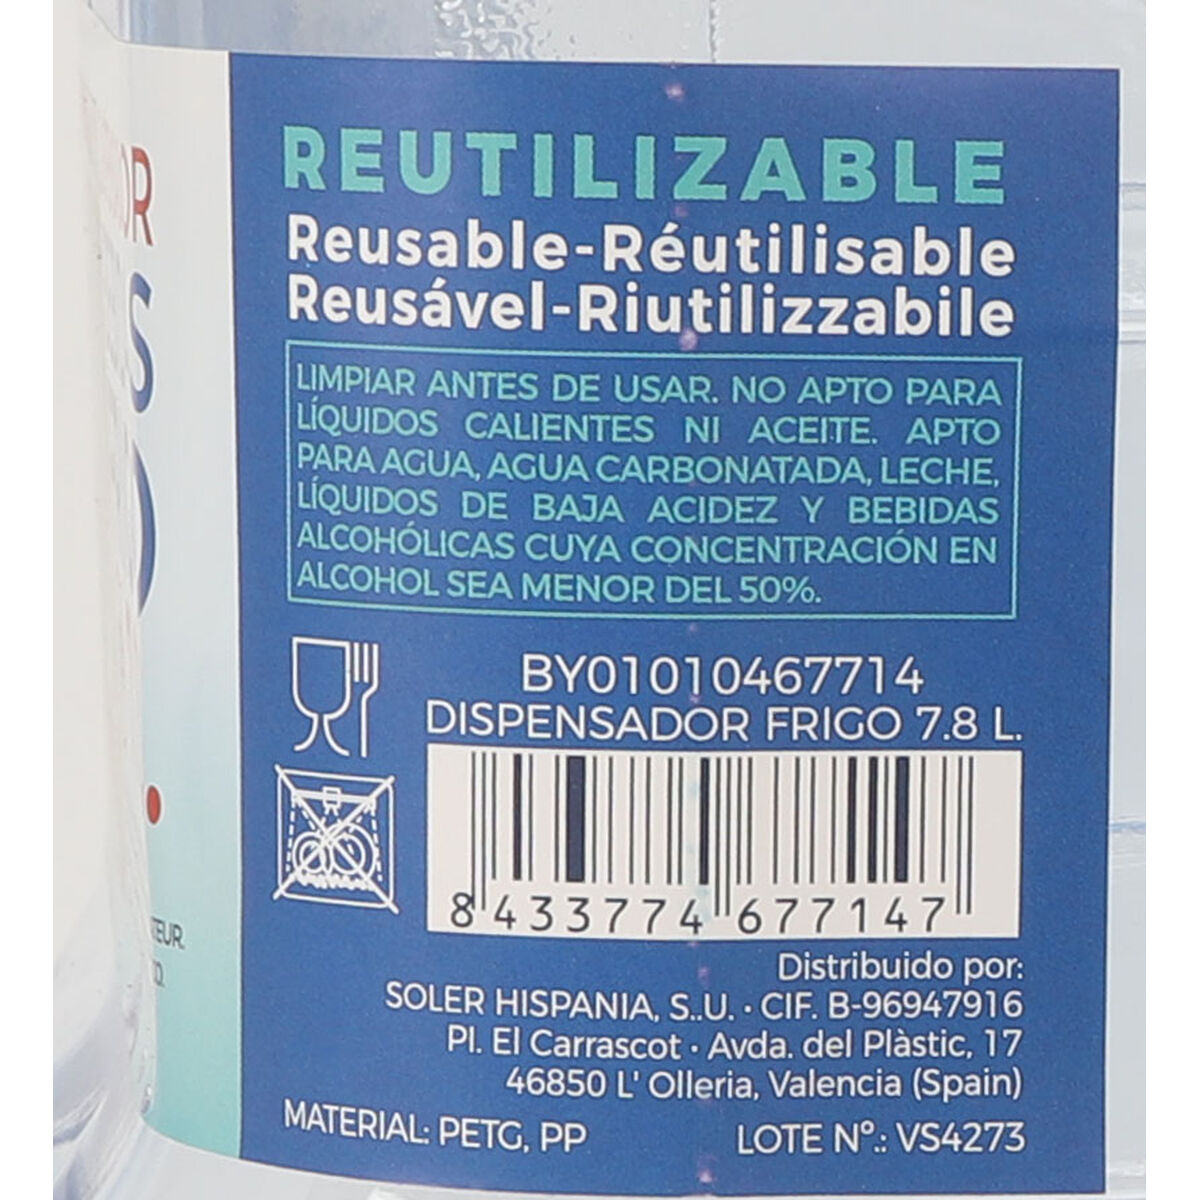 REUTILIZABLE
Reusable-Réutilisable
Reusável-Riutilizzabile
LIMPIAR ANTES DE USAR. NO APTO PARA
LÍQUIDOS CALIENTES NI ACEITE. APTO
PARA AGUA, AGUA CARBONATADA, LECHE,
LÍQUIDOS DE BAJA ACIDEZ Y BEBIDAS
ALCOHÓLICAS CUYA CONCENTRACIÓN EN
ALCOHOL SEA MENOR DEL 50%.
BY01010467714
DISPENSADOR FRIGO 7.8 L.
8 433774 677147
Distribuido por:
SOLER HISPANIA, S..U. · CIF. B-96947916
Pl. El Carrascot · Avda. del Plàstic, 17
46850 L' Olleria, Valencia (Spain)
MATERIAL: PETG, PP
LOTE Nº.: VS4273